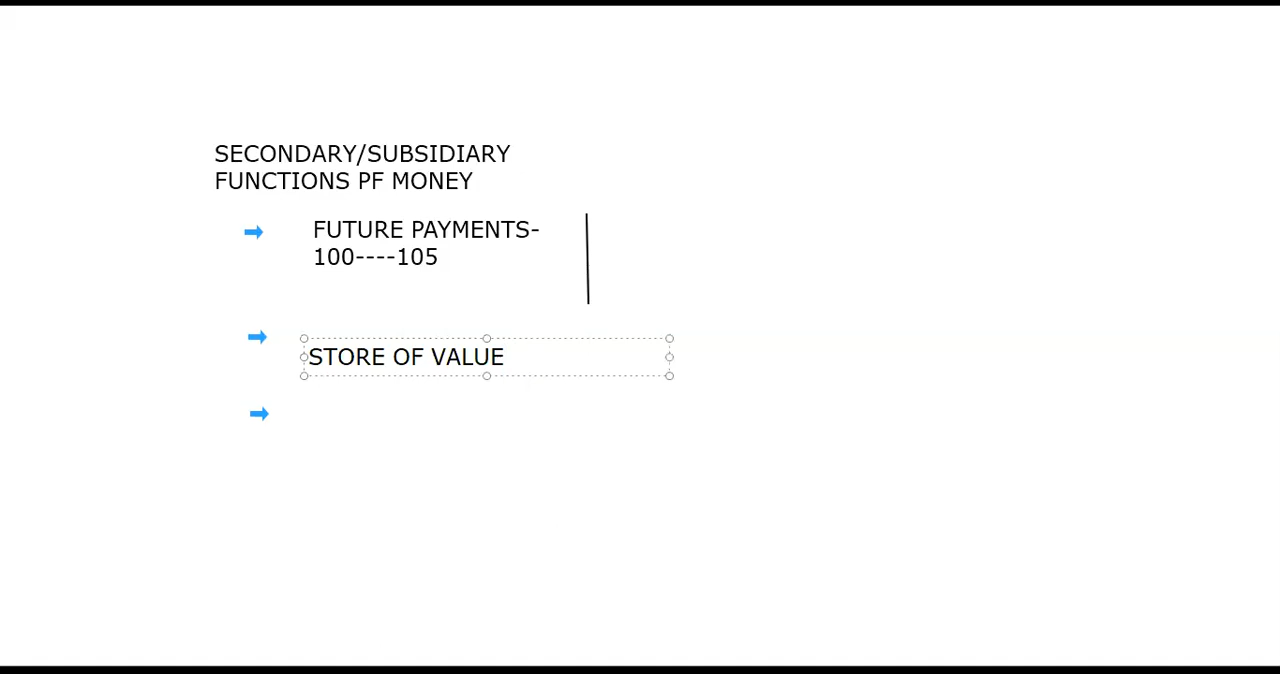 SECONDARY/SUBSIDIARY
FUNCTIONS PF MONEY
FUTURE PAYMENTS-
100----105
STORE OF VALUE